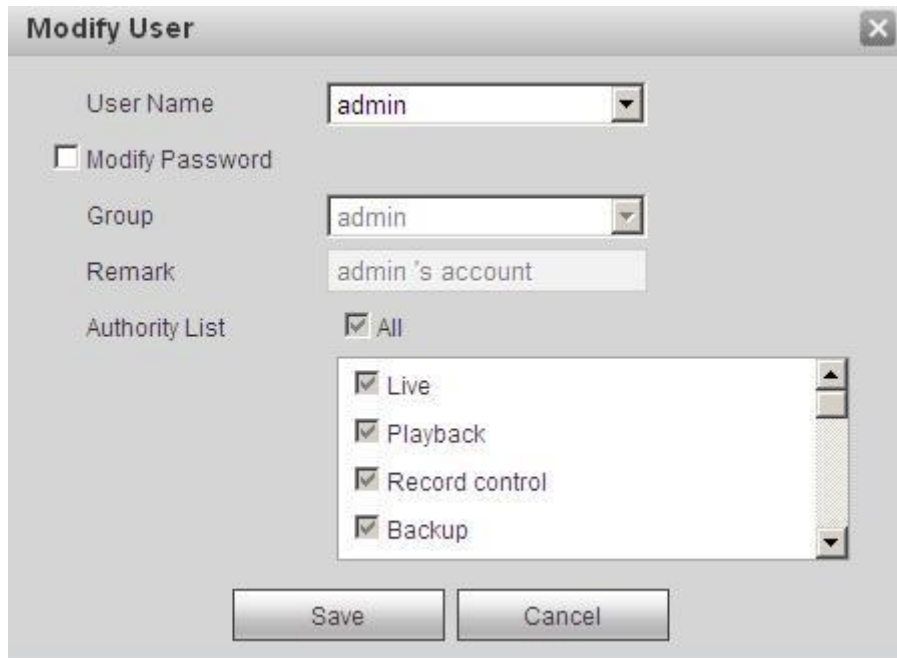 Modify User
User Name admin
Modify Password
Group admin
Remark admin 's account
Authority List All
Live
Playback
Record control
Backup
Save Cancel